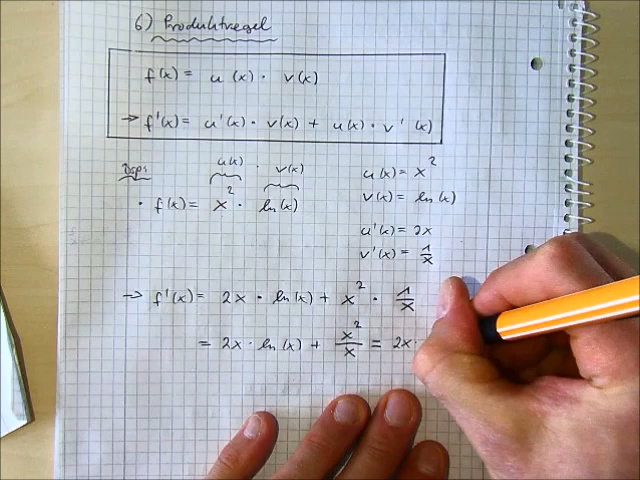 6) Produktregel
f(x) = u(x) · v(x)
→ f'(x) = u'(x) · v(x) + u(x) · v'(x)
Bsp:
u(x) · v(x)
· f(x) = x² · ln(x)
u(x) = x²
v(x) = ln(x)
u'(x) = 2x
v'(x) = 1/x
→ f'(x) = 2x · ln(x) + x² · 1/x
= 2x · ln(x) + x²/x = 2x ·